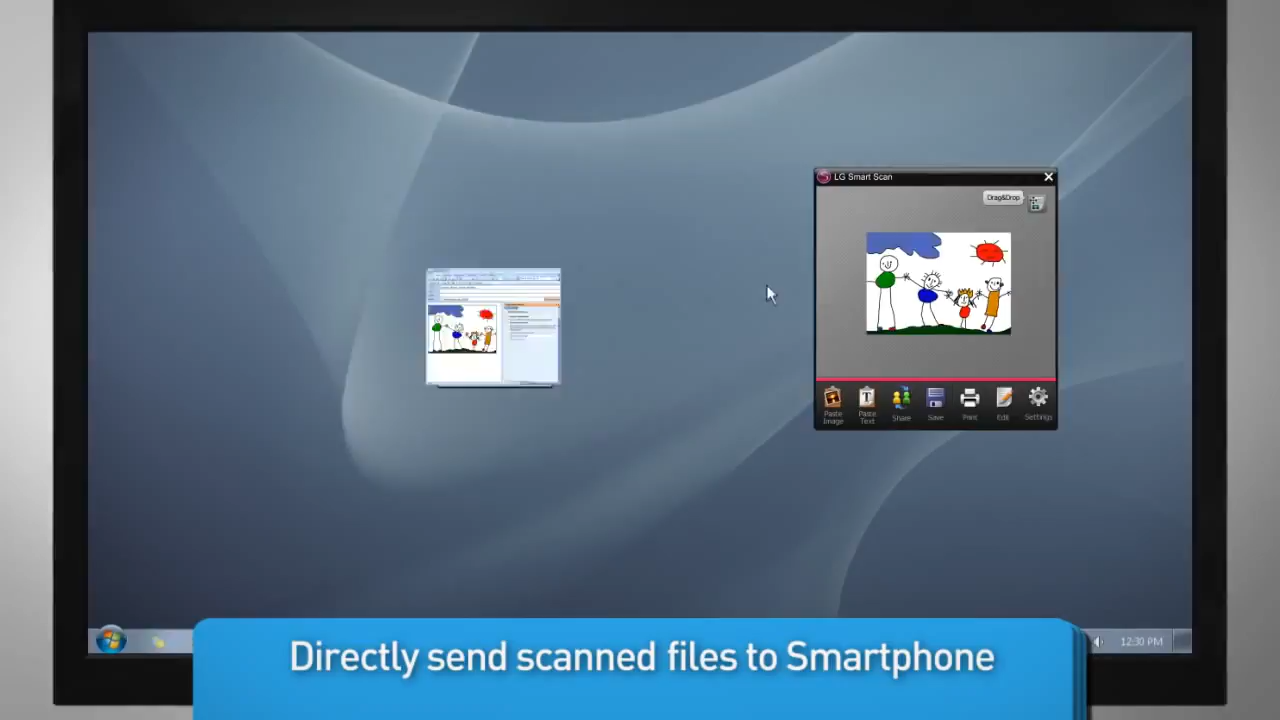 LG Smart Scan
Drag&Drop
Paste Image
Paste Text
Share
Save
Print
Edit
Settings
12:30 PM
Directly send scanned files to Smartphone